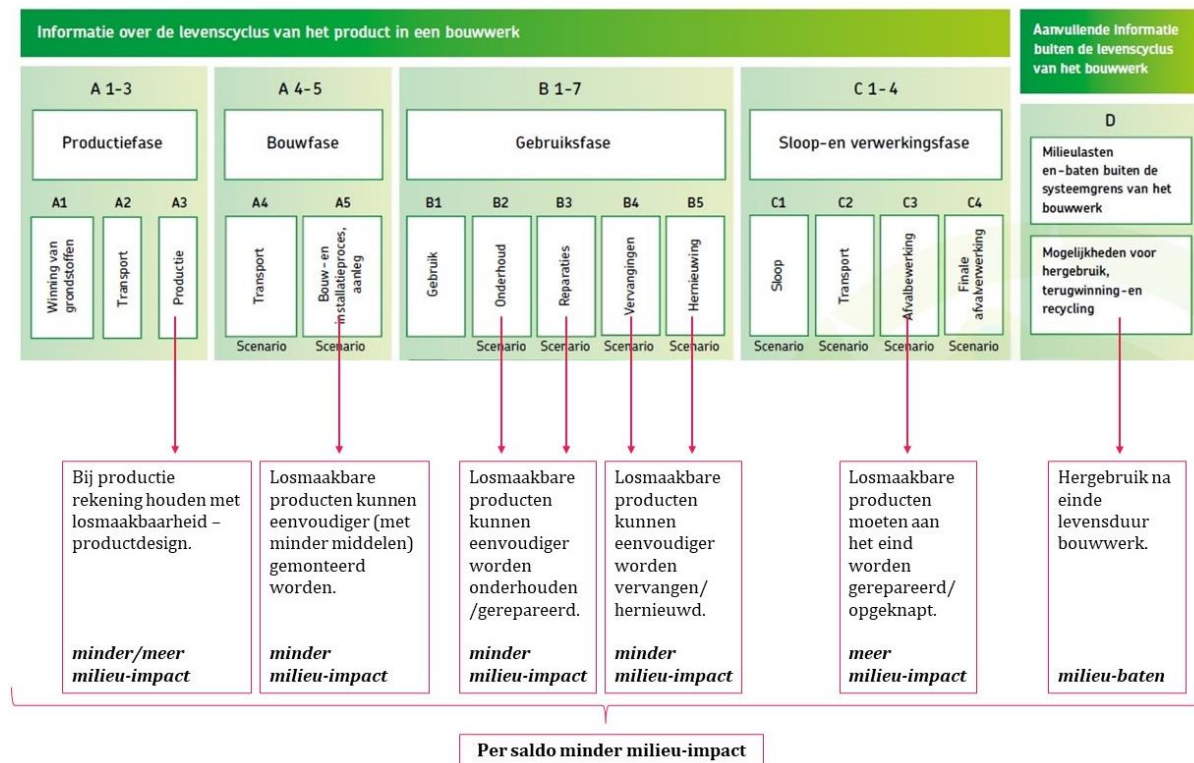 Informatie over de levenscyclus van het product in een bouwwerk
Aanvullende Informatie
buiten de levenscyclus
van het bouwwerk
A 1-3
Productiefase
A1
A2
A3
Winning van
grondstoffen
Transport
Productie
A 4-5
Bouwfase
A4
A5
Transport
Bouw- en
installatieproces,
aanleg
Scenario
Scenario
B 1-7
Gebruiksfase
B1
B2
B3
B4
B5
Gebruik
Onderhoud
Reparaties
Vervangingen
Hernieuwing
Scenario
Scenario
Scenario
Scenario
C 1-4
Sloop-en verwerkingsfase
C1
C2
C3
C4
Sloop
Transport
Afvalbewerking
Finale
afvalverwerking
Scenario
Scenario
Scenario
Scenario
D
Milieulasten
en-baten buiten de
systeemgrens van het
bouwwerk
Mogelijkheden voor
hergebruik,
terugwinning-en
recycling
Bij productie
rekening houden met
losmaakbaarheid –
productdesign.
minder/meer
milieu-impact
Losmaakbare
producten kunnen
eenvoudiger (met
minder middelen)
gemonteerd
worden.
minder
milieu-impact
Losmaakbare
producten
kunnen
eenvoudiger
worden
onderhouden
/gerepareerd.
minder
milieu-impact
Losmaakbare
producten
kunnen
eenvoudiger
worden
vervangen/
hernieuwd.
minder
milieu-impact
Losmaakbare
producten
moeten aan
het eind
worden
gerepareerd/
opgeknapt.
meer
milieu-impact
Hergebruik na
einde
levensduur
bouwwerk.
milieu-baten
Per saldo minder milieu-impact